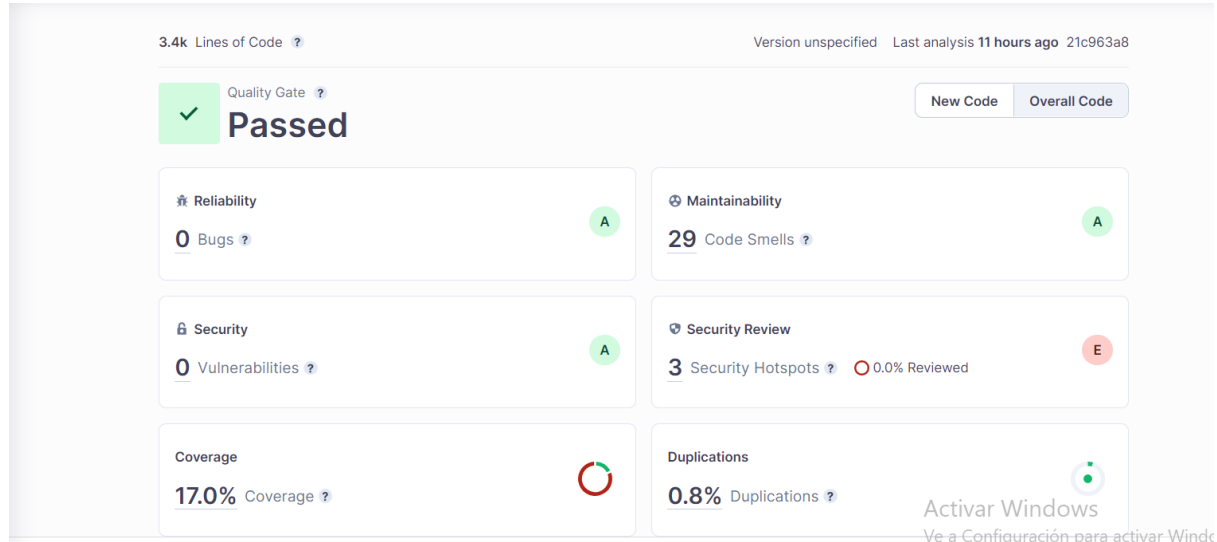 3.4k Lines of Code ?
Version unspecified Last analysis 11 hours ago 21c963a8
Quality Gate ?
Passed
New Code Overall Code
Reliability
0 Bugs ?
A
Maintainability
29 Code Smells ?
A
Security
0 Vulnerabilities ?
A
Security Review
3 Security Hotspots ? 0.0% Reviewed
E
Coverage
17.0% Coverage ?
Duplications
0.8% Duplications ?
Activar Windows
Ve a Configuración para activar Windo